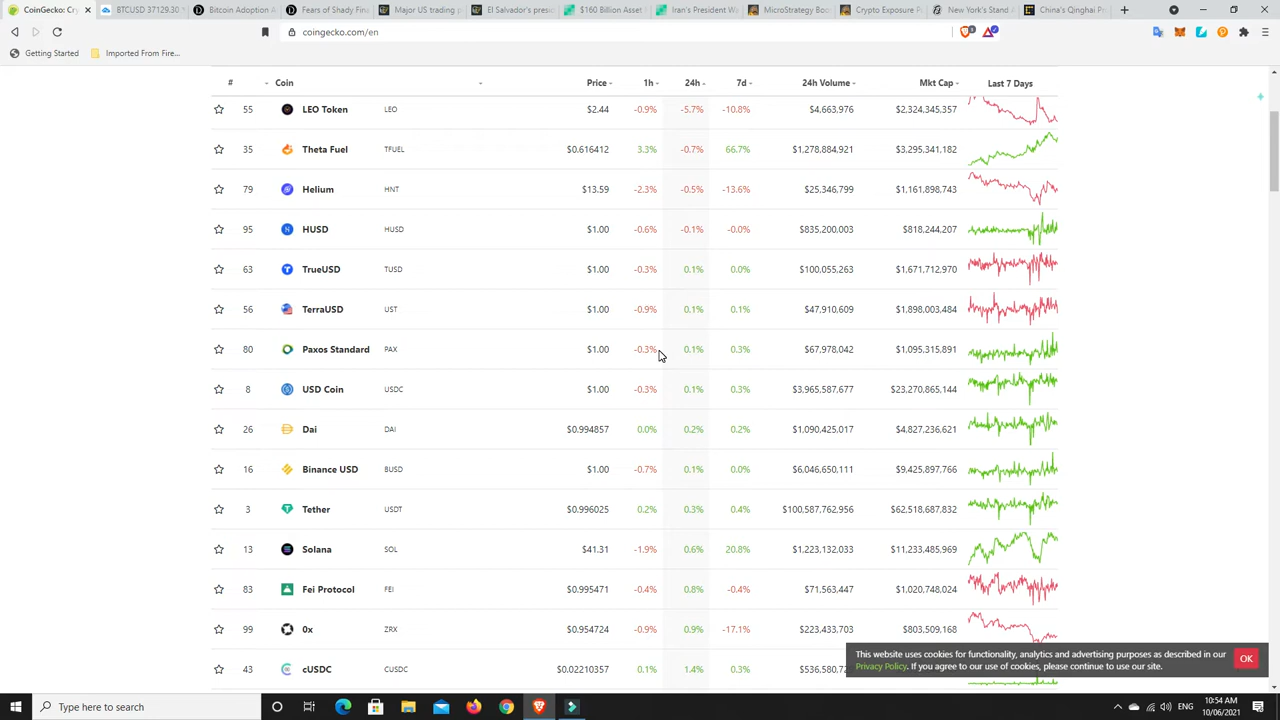 CoinGecko: Cry
BTCUSD 37129.30
Bitcoin Adoption A
Fears of Shady Fina
Major US trading p
El Salvador's presi
$160 Billion Asset
Iran's President Wa
MicroStrategy Boo
Crypto Exposure F
New York's Stand A
China's Qinghai Pr
coingecko.com/en
Getting Started
Imported From Fire...
# Coin Price 1h 24h 7d 24h Volume Mkt Cap Last 7 Days
55 LEO Token LEO $2.44 -0.9% -5.7% -10.8% $4,663,976 $2,324,345,357
35 Theta Fuel TFUEL $0.616412 3.3% -0.7% 66.7% $1,278,884,921 $3,295,341,182
79 Helium HNT $13.59 -2.3% -0.5% -13.6% $25,346,799 $1,161,898,743
95 HUSD HUSD $1.00 -0.6% -0.1% -0.0% $835,200,003 $818,244,207
63 TrueUSD TUSD $1.00 -0.3% 0.1% 0.0% $100,055,263 $1,671,712,970
56 TerraUSD UST $1.00 -0.9% 0.1% 0.1% $47,910,609 $1,898,003,484
80 Paxos Standard PAX $1.00 -0.3% 0.1% 0.3% $67,978,042 $1,095,315,891
8 USD Coin USDC $1.00 -0.3% 0.1% 0.3% $3,965,587,677 $23,270,865,144
26 Dai DAI $0.994857 0.0% 0.2% 0.2% $1,090,425,017 $4,827,236,621
16 Binance USD BUSD $1.00 -0.7% 0.1% 0.0% $6,046,650,111 $9,425,897,766
3 Tether USDT $0.996025 0.2% 0.3% 0.4% $100,587,762,956 $62,518,687,832
13 Solana SOL $41.31 -1.9% 0.6% 20.8% $1,223,132,033 $11,233,485,969
83 Fei Protocol FEI $0.995471 -0.4% 0.8% -0.4% $71,563,447 $1,020,748,024
99 0x ZRX $0.954724 -0.9% 0.9% -17.1% $223,433,703 $803,509,168
43 cUSDC CUSDC $0.02210357 0.1% 1.4% 0.3% $536,580,7
This website uses cookies for functionality, analytics and advertising purposes as described in our
Privacy Policy. If you agree to our use of cookies, please continue to use our site.
OK
Type here to search
ENG
10:54 AM
10/06/2021